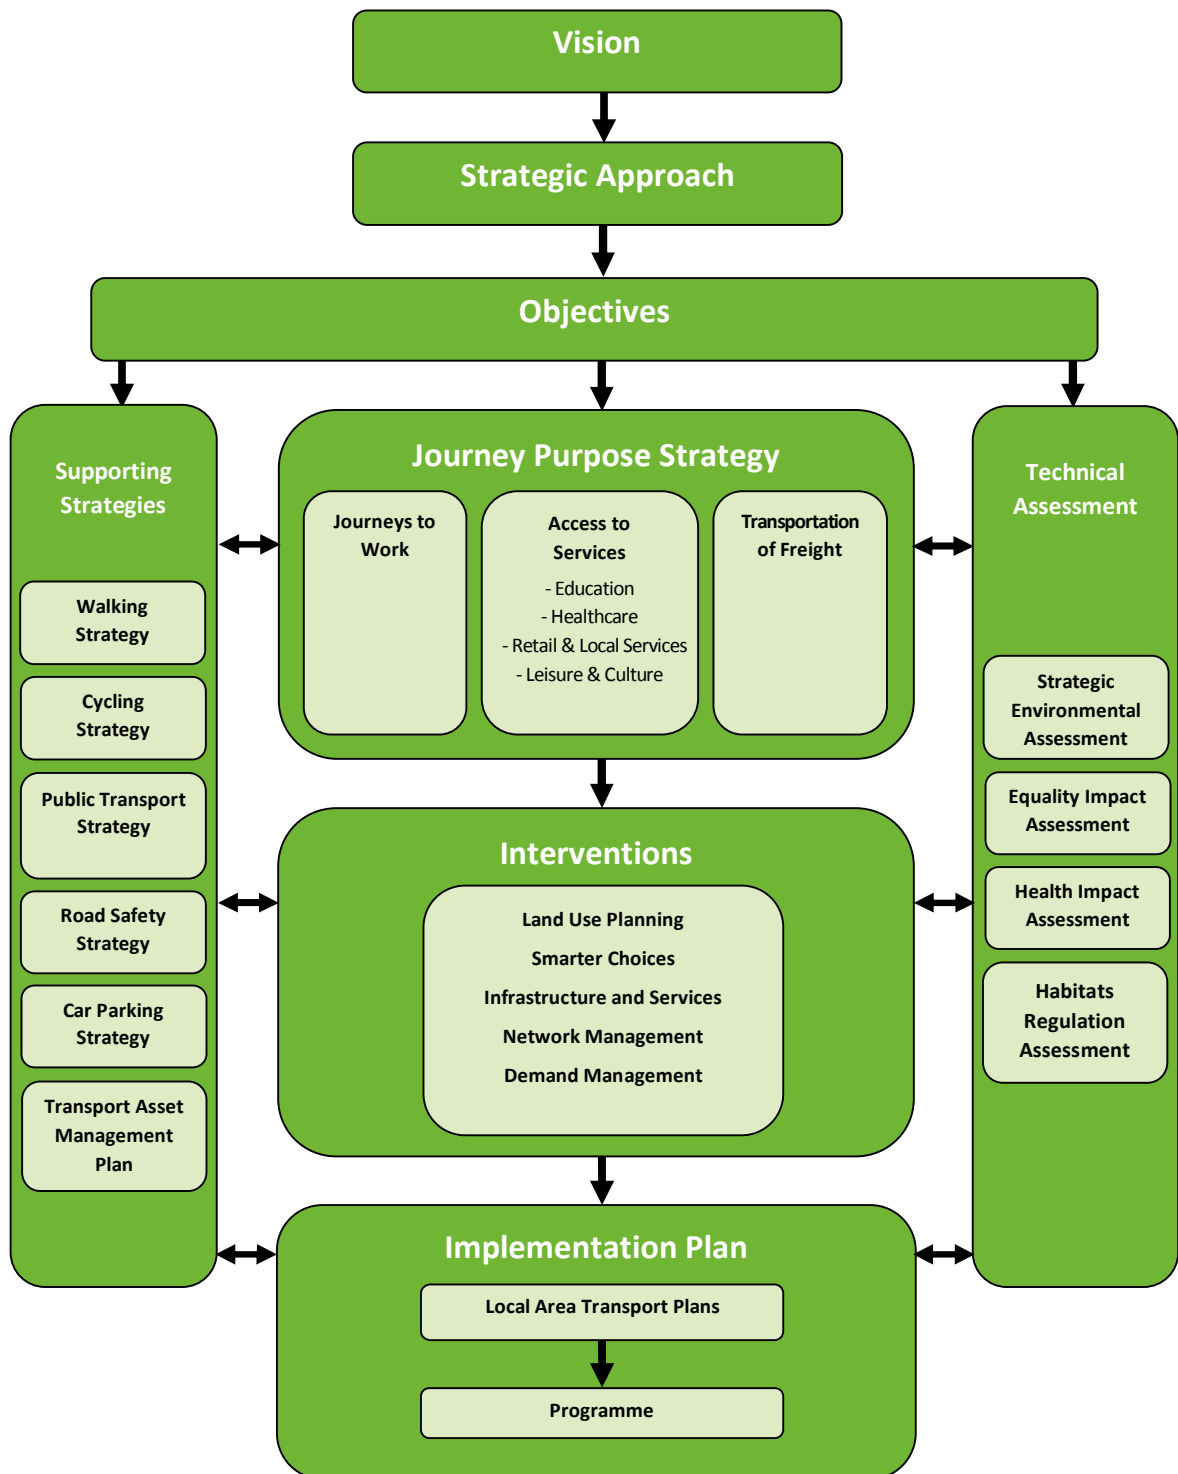 Vision
Strategic Approach
Objectives
Supporting
Strategies
Walking
Strategy
Cycling
Strategy
Public Transport
Strategy
Road Safety
Strategy
Car Parking
Strategy
Transport Asset
Management
Plan
Journey Purpose Strategy
Journeys to
Work
Access to
Services
- Education
- Healthcare
- Retail & Local Services
- Leisure & Culture
Transportation
of Freight
Interventions
Land Use Planning
Smarter Choices
Infrastructure and Services
Network Management
Demand Management
Implementation Plan
Local Area Transport Plans
Programme
Technical
Assessment
Strategic
Environmental
Assessment
Equality Impact
Assessment
Health Impact
Assessment
Habitats
Regulation
Assessment